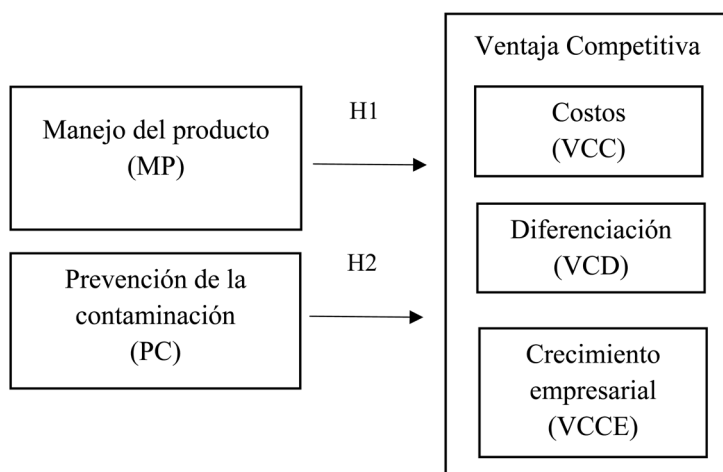 Manejo del producto
(MP)
Prevención de la
contaminación
(PC)
H1
H2
Ventaja Competitiva
Costos
(VCC)
Diferenciación
(VCD)
Crecimiento
empresarial
(VCCE)